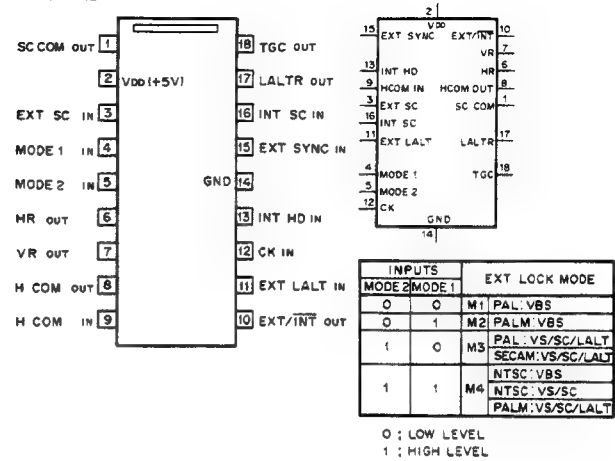 SC COM OUT 1
18 TGC OUT
2 VDD (+5V)
17 LALTR OUT
EXT SC IN 3
16 INT SC IN
MODE 1 IN 4
15 EXT SYNC IN
MODE 2 IN 5
GND 14
HR OUT 6
13 INT HD IN
VR OUT 7
12 CK IN
H COM OUT 8
11 EXT LALT IN
H COM IN 9
10 EXT/INT OUT
2
VDD
15 EXT SYNC
EXT/INT 10
VR 7
13 INT HD
HR 6
9 HCOM IN
HCOM OUT 8
3 EXT SC
SC COM 1
16 INT SC
11 EXT LALT
LALTR 17
4 MODE 1
TGC 18
5 MODE 2
12 CK
GND
14
INPUTS
EXT LOCK MODE
MODE 2 MODE 1
0 0 M1 PAL:VBS
0 1 M2 PALM:VBS
1 0 M3 PAL:VS/SC/LALT
SECAM:VS/SC/LALT
1 1 M4 NTSC:VBS
NTSC:VS/SC
PALM:VS/SC/LALT
0 ; LOW LEVEL
1 ; HIGH LEVEL